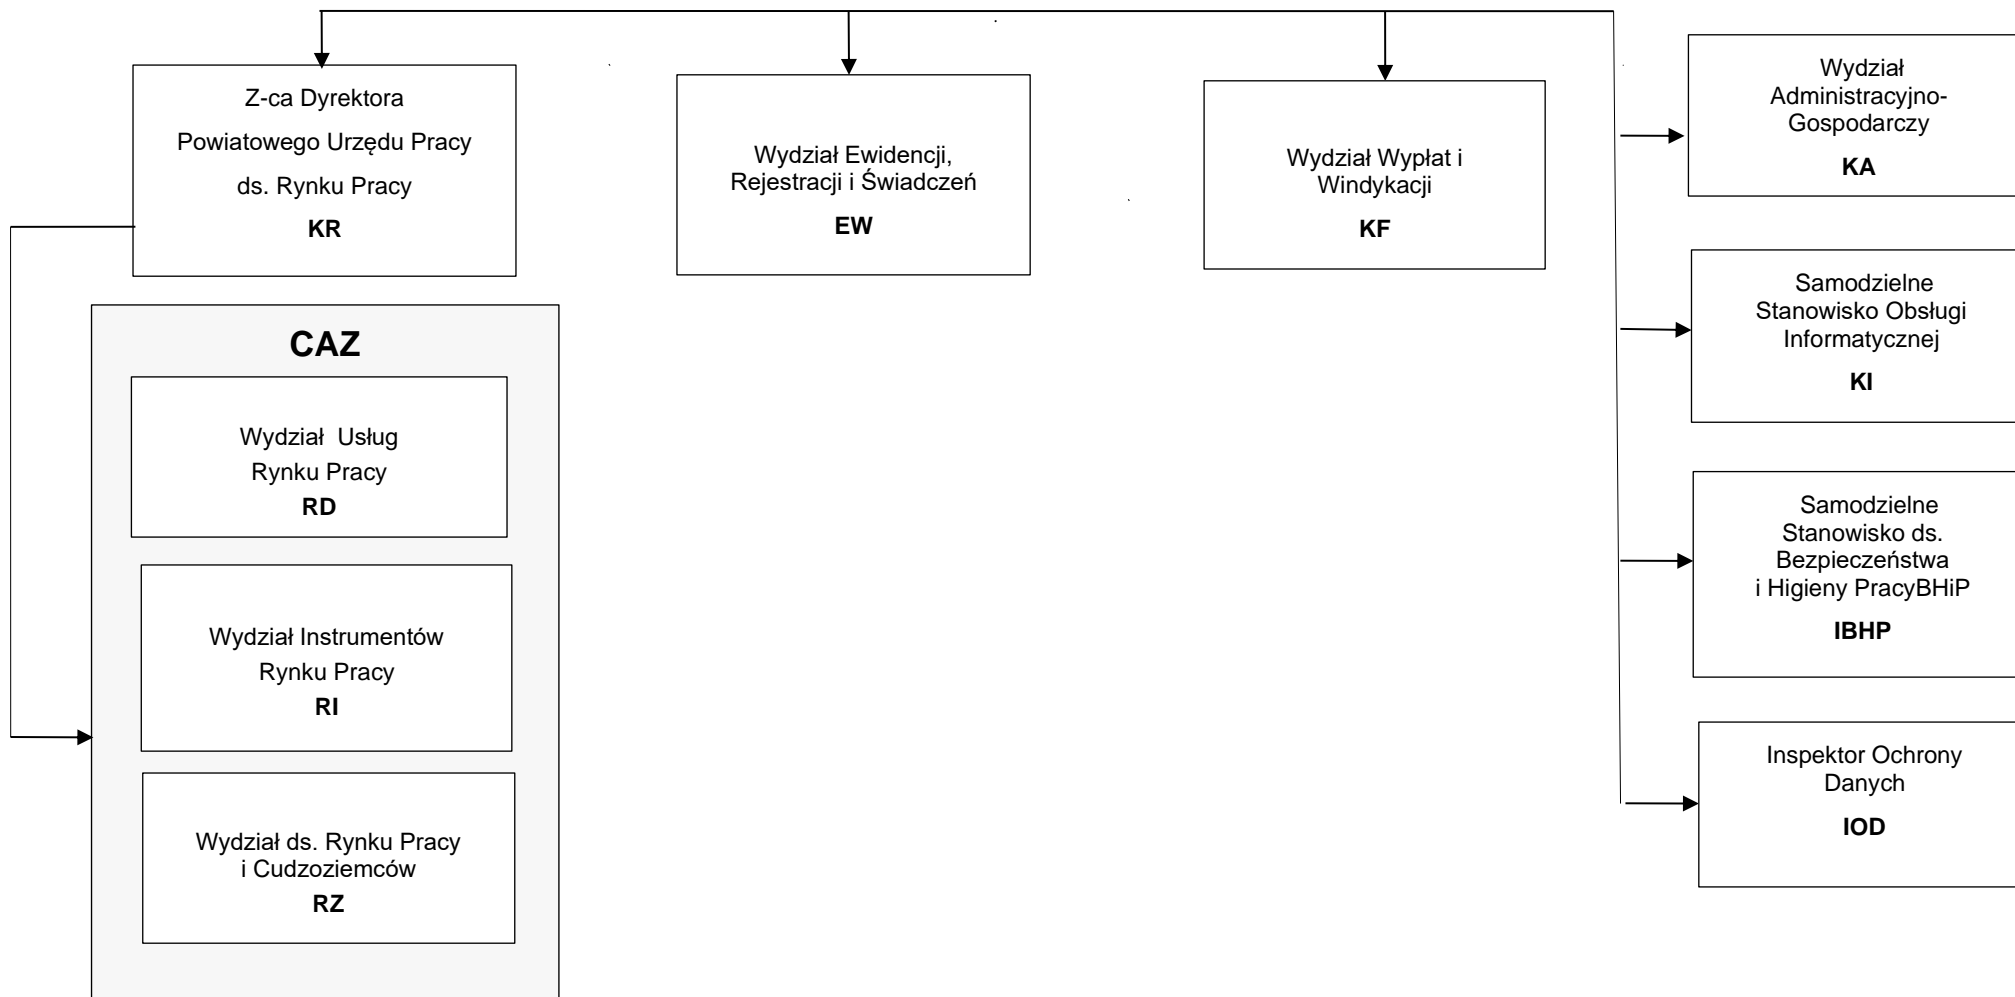 Z-ca Dyrektora
Powiatowego Urzędu Pracy
ds. Rynku Pracy
KR
Wydział Ewidencji,
Rejestracji i Świadczeń
EW
Wydział Wypłat i
Windykacji
KF
Wydział
Administracyjno-
Gospodarczy
KA
Samodzielne
Stanowisko Obsługi
Informatycznej
KI
Samodzielne
Stanowisko ds.
Bezpieczeństwa
i Higieny PracyBHiP
IBHP
Inspektor Ochrony
Danych
IOD
CAZ
Wydział Usług
Rynku Pracy
RD
Wydział Instrumentów
Rynku Pracy
RI
Wydział ds. Rynku Pracy
i Cudzoziemców
RZ